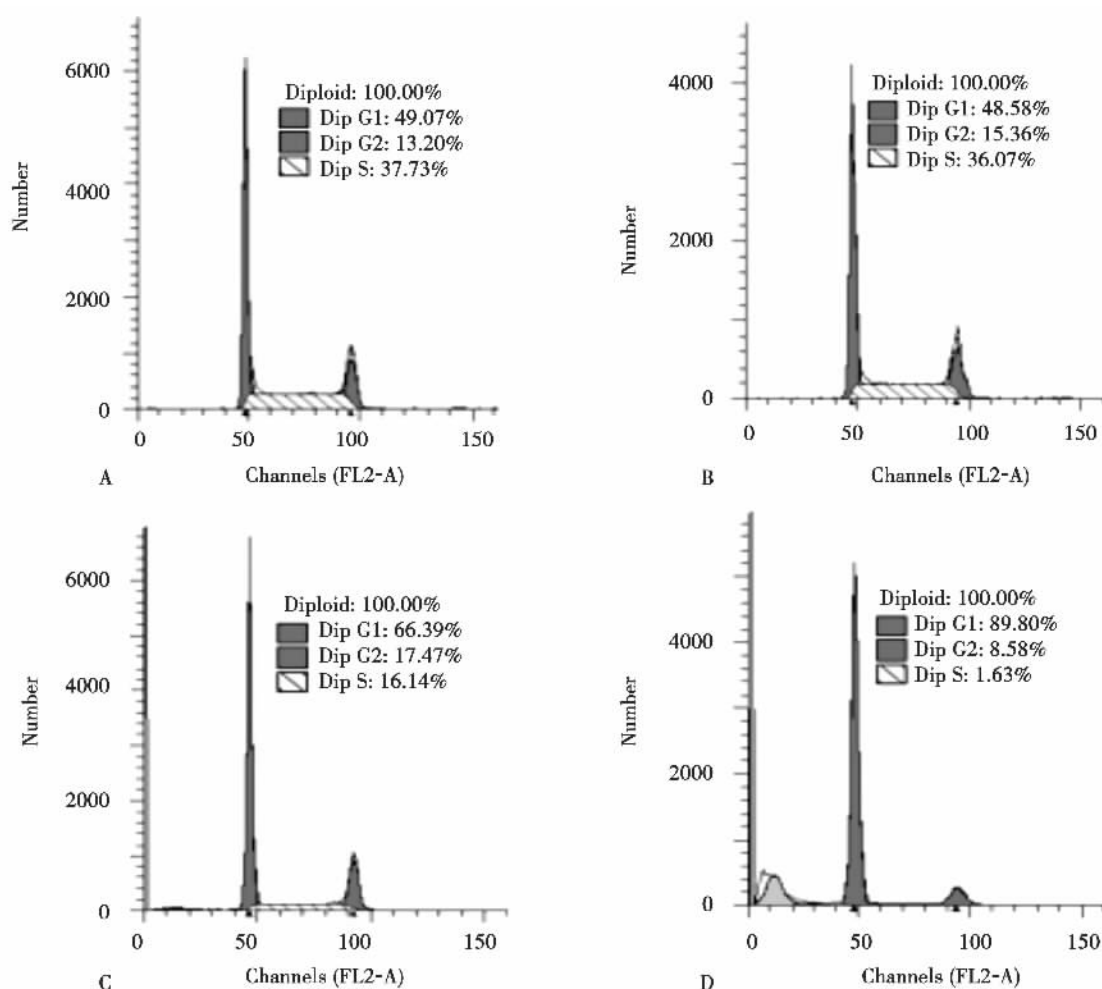 6000
4000
2000
0
Number
Diploid: 100.00%
Dip G1: 49.07%
Dip G2: 13.20%
Dip S: 37.73%
0 50 100 150
Channels (FL2-A)
A
4000
2000
0
Number
Diploid: 100.00%
Dip G1: 48.58%
Dip G2: 15.36%
Dip S: 36.07%
0 50 100 150
Channels (FL2-A)
B
6000
4000
2000
0
Number
Diploid: 100.00%
Dip G1: 66.39%
Dip G2: 17.47%
Dip S: 16.14%
0 50 100 150
Channels (FL2-A)
C
4000
2000
0
Number
Diploid: 100.00%
Dip G1: 89.80%
Dip G2: 8.58%
Dip S: 1.63%
0 50 100 150
Channels (FL2-A)
D